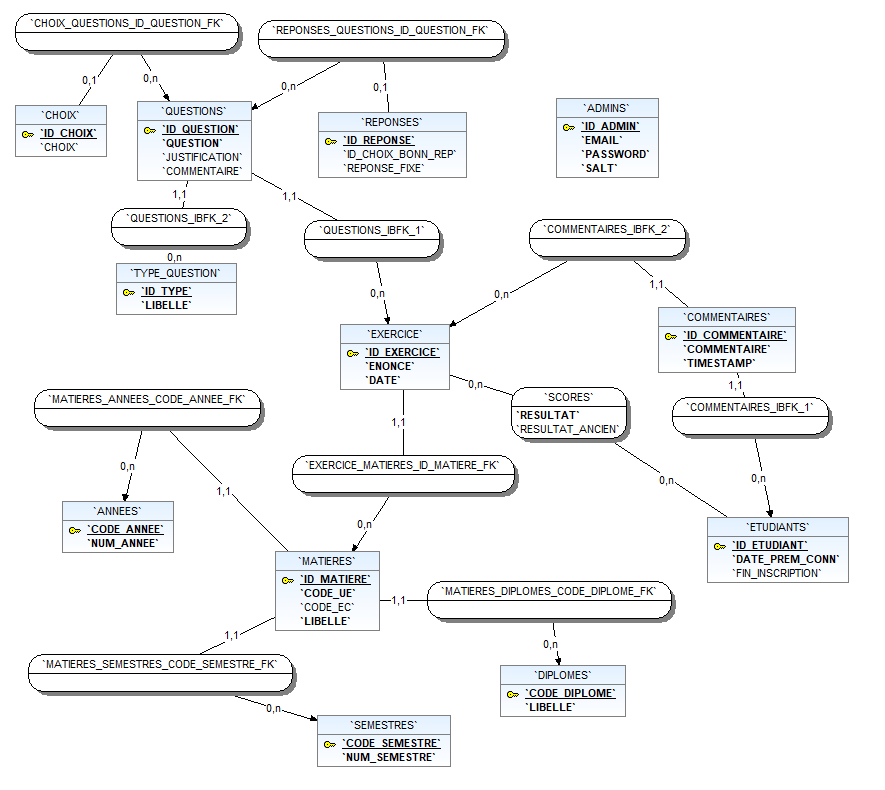 `CHOIX_QUESTIONS_ID_QUESTION_FK`
`REPONSES_QUESTIONS_ID_QUESTION_FK`
0,1
0,n
0,n
0,1
`CHOIX`
`ID_CHOIX`
`CHOIX`
`QUESTIONS`
`ID_QUESTION`
`QUESTION`
`JUSTIFICATION`
`COMMENTAIRE`
`REPONSES`
`ID_REPONSE`
`ID_CHOIX_BONN_REP`
`REPONSE_FIXE`
`ADMINS`
`ID_ADMIN`
`EMAIL`
`PASSWORD`
`SALT`
1,1
1,1
`QUESTIONS_IBFK_2`
`QUESTIONS_IBFK_1`
`COMMENTAIRES_IBFK_2`
0,n
`TYPE_QUESTION`
`ID_TYPE`
`LIBELLE`
0,n
0,n
1,1
`EXERCICE`
`ID_EXERCICE`
`ENONCE`
`DATE`
`COMMENTAIRES`
`ID_COMMENTAIRE`
`COMMENTAIRE`
`TIMESTAMP`
0,n
1,1
`MATIERES_ANNEES_CODE_ANNEE_FK`
`SCORES`
`RESULTAT`
`RESULTAT_ANCIEN`
`COMMENTAIRES_IBFK_1`
1,1
0,n
1,1
`EXERCICE_MATIERES_ID_MATIERE_FK`
0,n
0,n
0,n
`ANNEES`
`CODE_ANNEE`
`NUM_ANNEE`
`ETUDIANTS`
`ID_ETUDIANT`
`DATE_PREM_CONN`
`FIN_INSCRIPTION`
`MATIERES`
`ID_MATIERE`
`CODE_UE`
`CODE_EC`
`LIBELLE`
1,1
`MATIERES_DIPLOMES_CODE_DIPLOME_FK`
1,1
0,n
`MATIERES_SEMESTRES_CODE_SEMESTRE_FK`
`DIPLOMES`
`CODE_DIPLOME`
`LIBELLE`
0,n
`SEMESTRES`
`CODE_SEMESTRE`
`NUM_SEMESTRE`